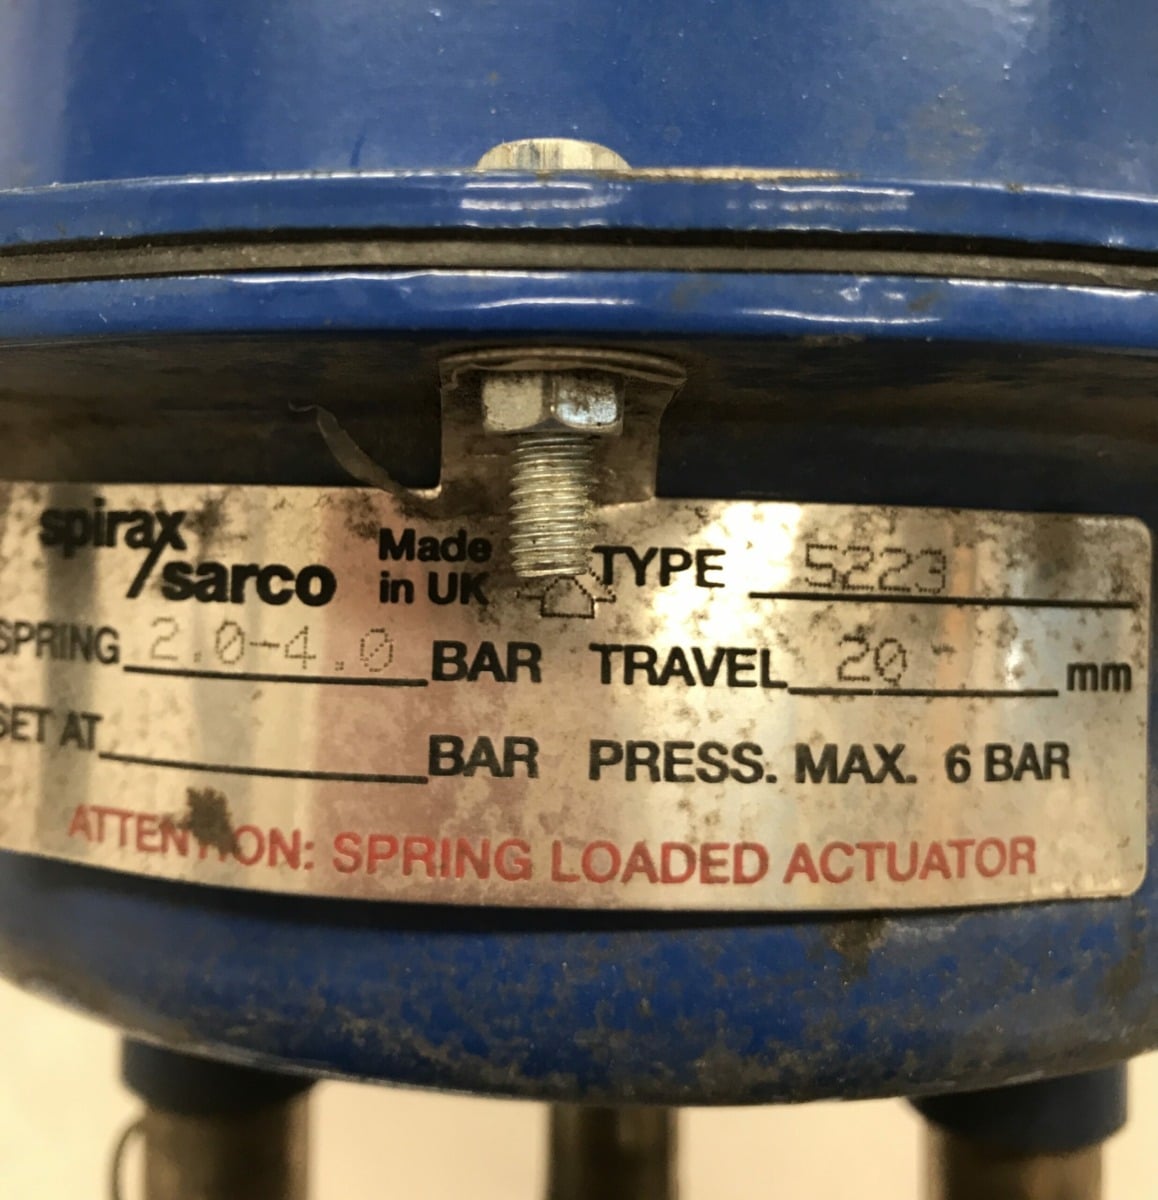 spirax/sarco Made in UK TYPE 5223
SPRING 2.0-4.0 BAR TRAVEL 20 mm
SET AT BAR PRESS. MAX. 6 BAR
ATTENTION: SPRING LOADED ACTUATOR